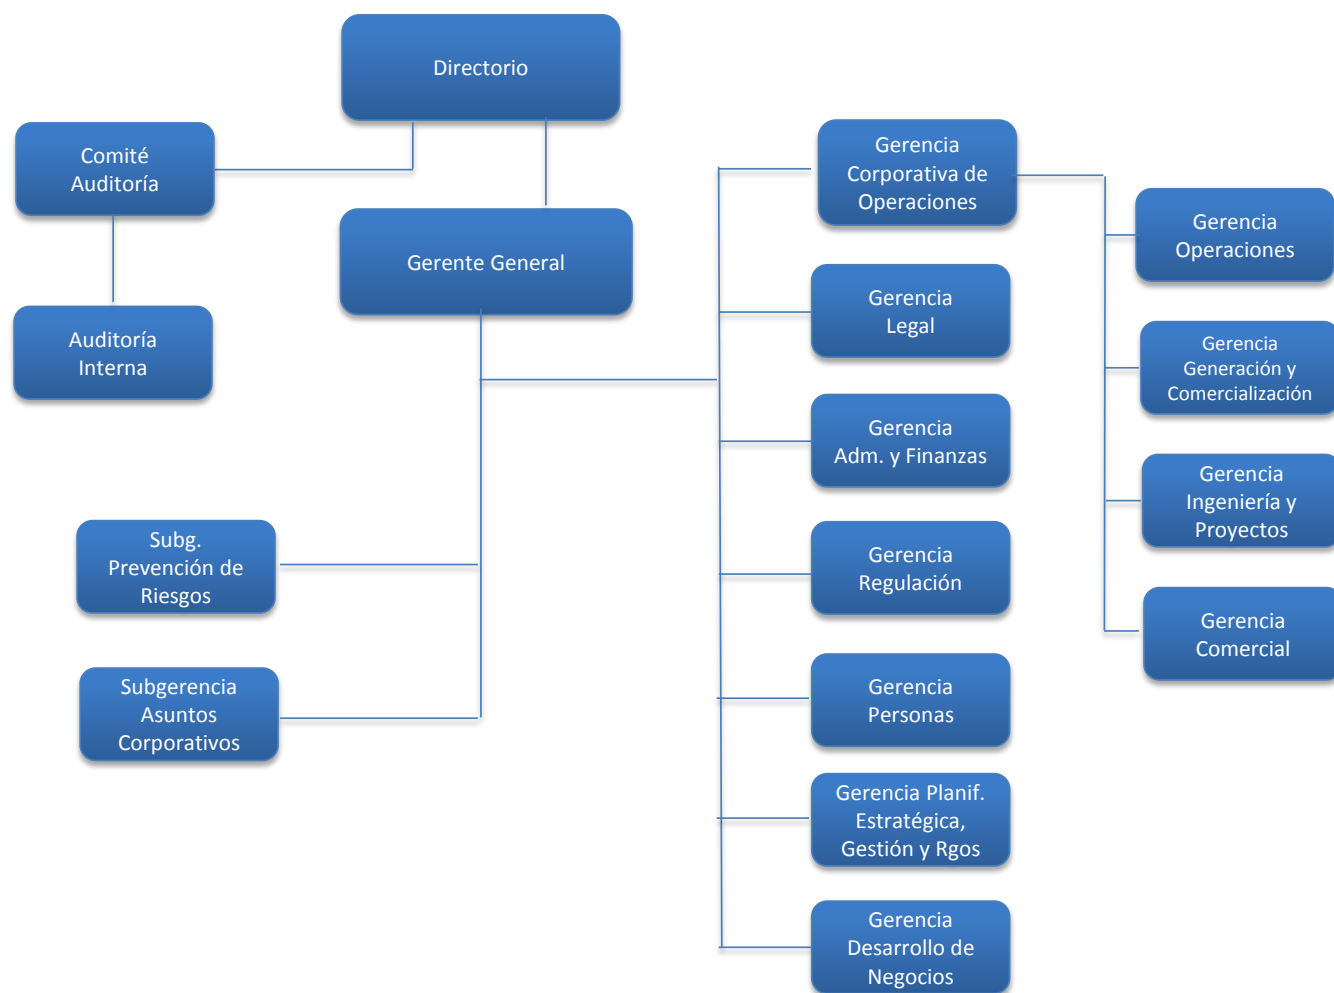 Directorio
Comité
Auditoría
Gerente General
Auditoría
Interna
Subg.
Prevención de
Riesgos
Subgerencia
Asuntos
Corporativos
Gerencia
Corporativa de
Operaciones
Gerencia
Legal
Gerencia
Adm. y Finanzas
Gerencia
Regulación
Gerencia
Personas
Gerencia Planif.
Estratégica,
Gestión y Rgos
Gerencia
Desarrollo de
Negocios
Gerencia
Operaciones
Gerencia
Generación y
Comercialización
Gerencia
Ingeniería y
Proyectos
Gerencia
Comercial